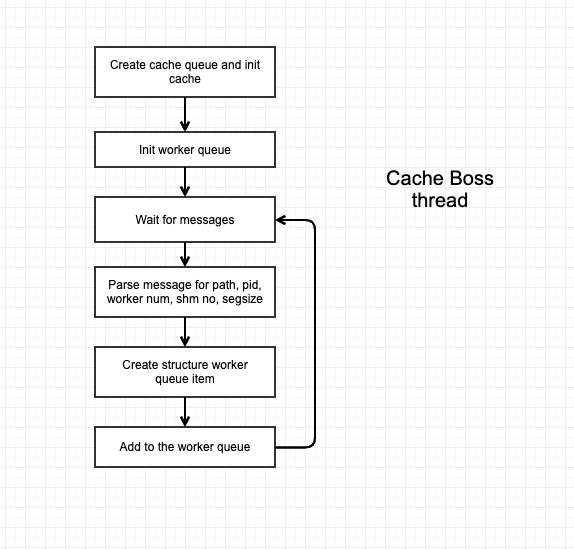 Create cache queue and init
cache
Init worker queue
Cache Boss
thread
Wait for messages
Parse message for path, pid,
worker num, shm no, segsize
Create structure worker
queue item
Add to the worker queue